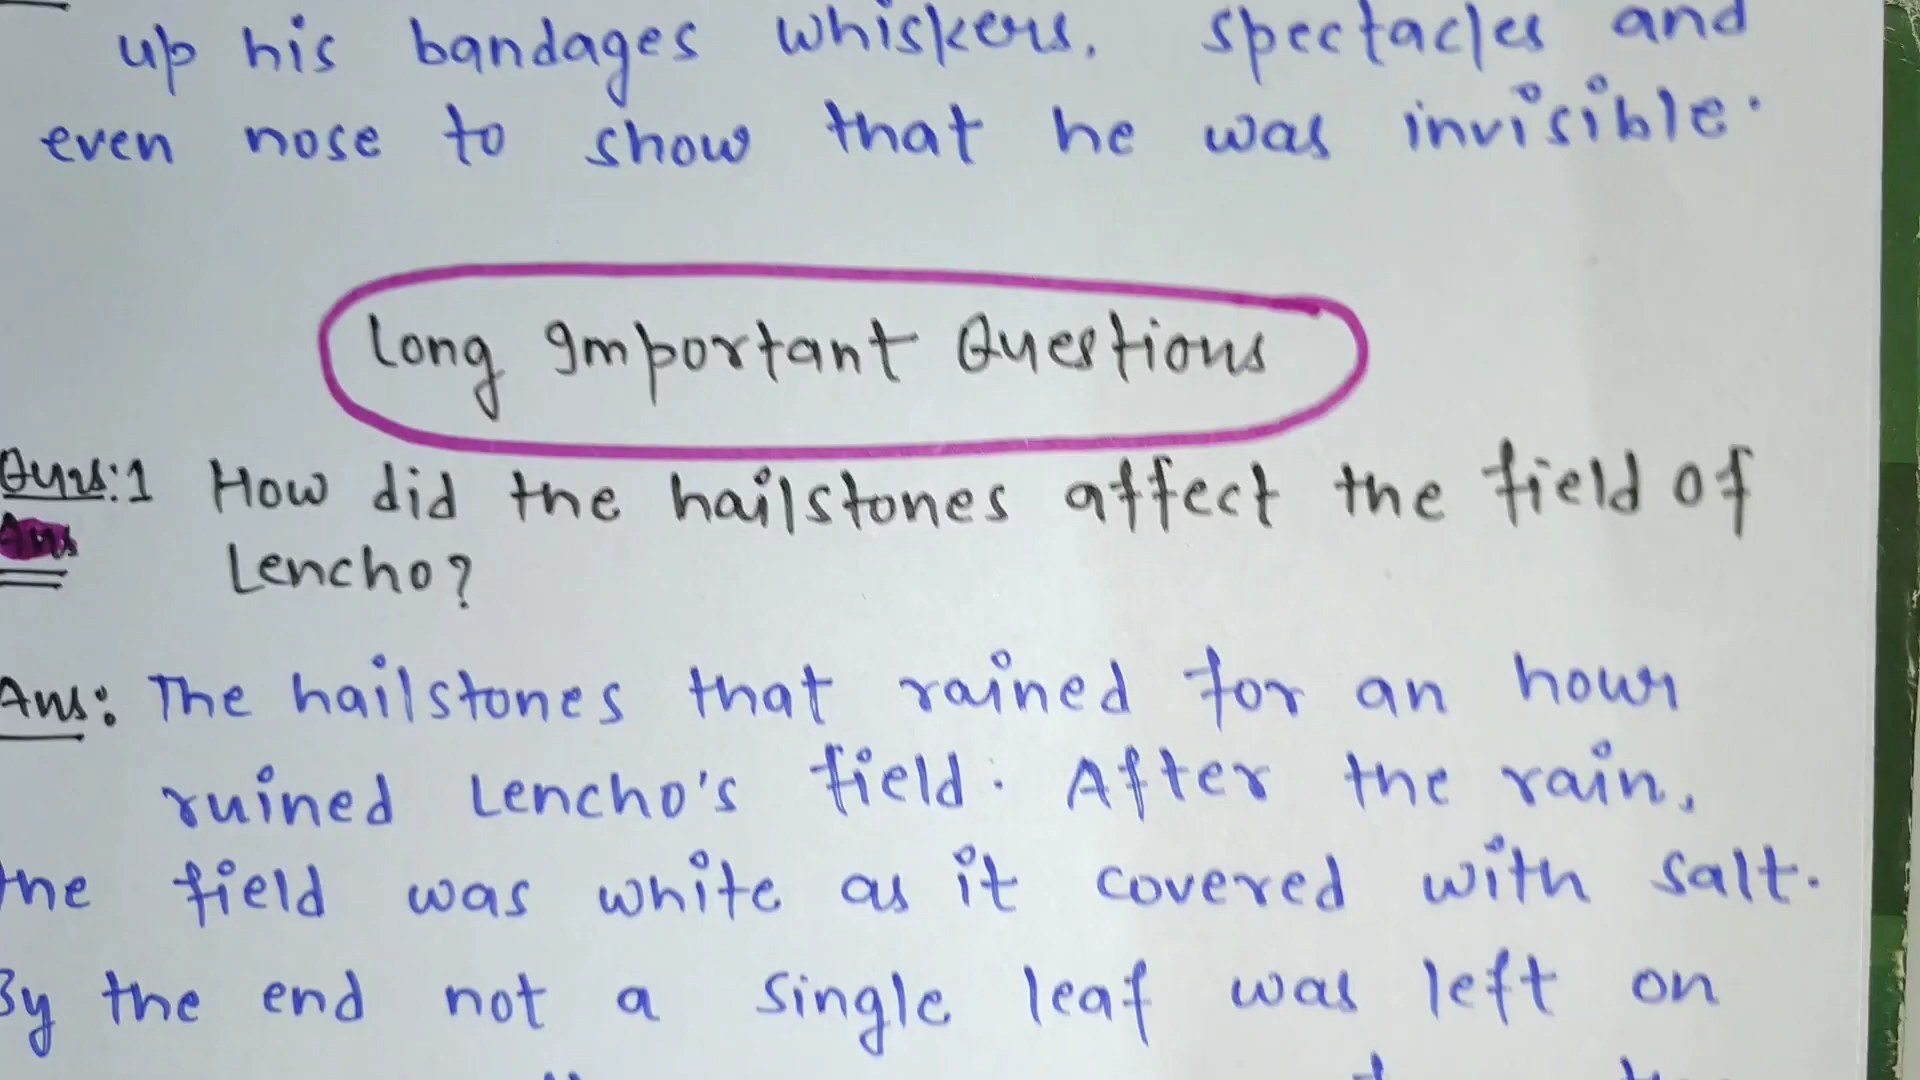 up his bandages whiskers. spectacles and
even nose to show that he was invisible.
Long Important Questions
Ques:1 How did the hailstones affect the field of
Ans
Lencho?
Ans: The hailstones that rained for an hour
ruined Lencho's field. After the rain,
the field was white as it covered with salt.
By the end not a single leaf was left on